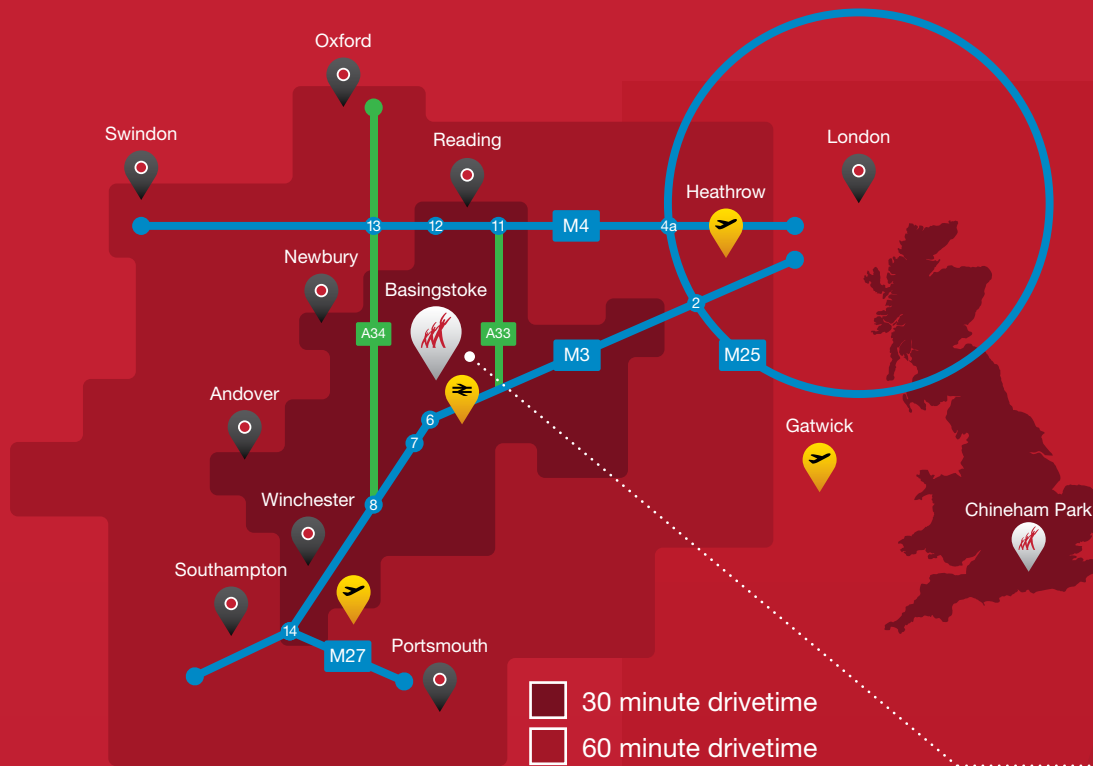 Oxford
Swindon
Reading
London
Heathrow
13
12
11
M4
4a
Newbury
Basingstoke
2
A34
A33
M3
M25
Andover
6
7
Gatwick
Winchester
8
Chineham Park
Southampton
14
M27
Portsmouth
30 minute drivetime
60 minute drivetime